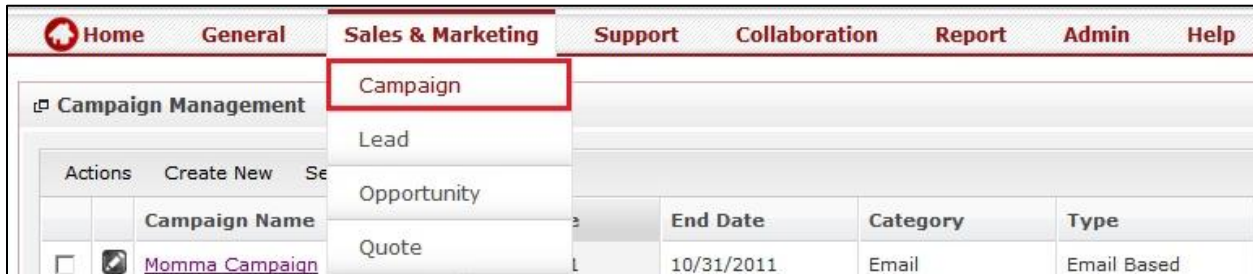 Home General Sales & Marketing Support Collaboration Report Admin Help
Campaign
Campaign Management
Lead
Actions Create New
Opportunity
Campaign Name End Date Category Type
Quote
Momma Campaign 10/31/2011 Email Email Based